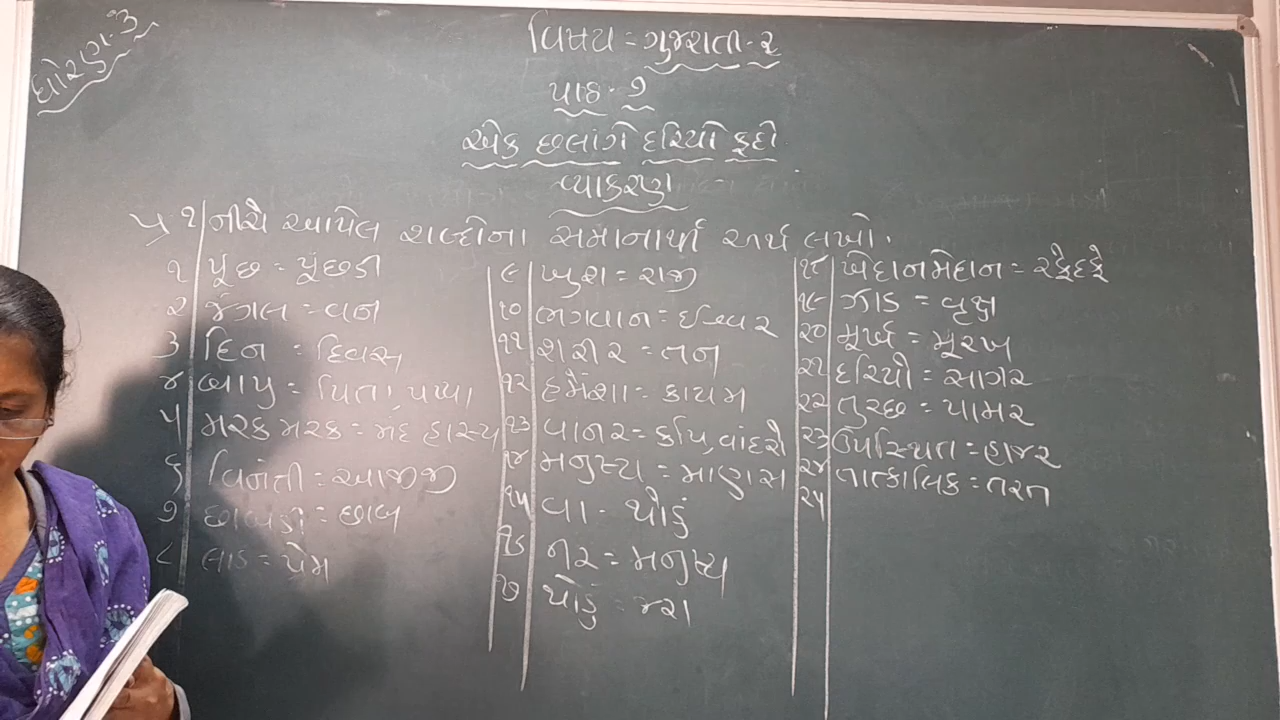 ધોરણ-૩
વિષય = ગુજરાતી-૨
પાઠ-૭
એક છલાંગે દરિયો કૂદો
વ્યાકરણ
પ્ર ૧ નીચે આપેલ શબ્દોના સમાનાર્થી અર્થ લખો.
૧ પૂંછ = પૂંછડી
૨ જંગલ = વન
૩ દિન = દિવસ
૪ બાપુ = પિતા, પપ્પા
૫ મરક મરક = મંદ હાસ્ય
૬ વિનંતી = આજીજી
૭ છાબડી = છાબ
૮ લાડ = પ્રેમ
૯ ખુશ = રાજી
૧૦ ભગવાન = ઈશ્વર
૧૧ શરીર = તન
૧૨ હંમેશા = કાયમ
૧૩ વાનર = કપિ, વાંદરો
૧૪ મનુષ્ય = માણસ
૧૫ વા - થોડું
૧૬ નર = મનુષ્ય
૧૭ થોડું = જરા
૧૮ ખેદાનમેદાન = રફેદફે
૧૯ ઝાડ = વૃક્ષ
૨૦ મૂર્ખ = મૂરખ
૨૧ દરિયો = સાગર
૨૨ તુચ્છ = પામર
૨૩ ઉપસ્થિત = હાજર
૨૪ તાત્કાલિક = તરત
૨૫